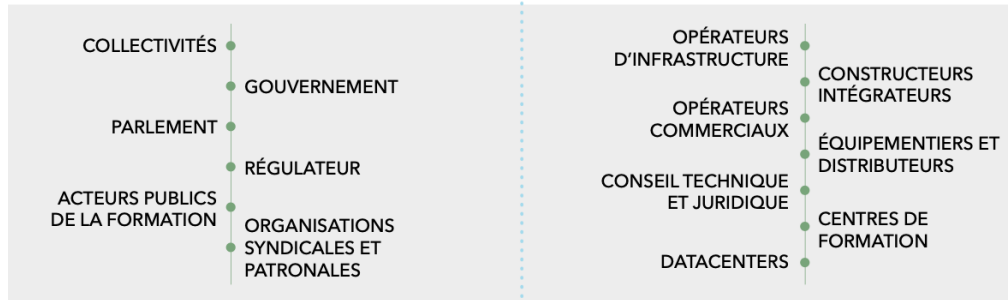 COLLECTIVITÉS
GOUVERNEMENT
PARLEMENT
RÉGULATEUR
ACTEURS PUBLICS
DE LA FORMATION
ORGANISATIONS
SYNDICALES ET
PATRONALES
OPÉRATEURS
D'INFRASTRUCTURE
CONSTRUCTEURS
INTÉGRATEURS
OPÉRATEURS
COMMERCIAUX
ÉQUIPEMENTIERS ET
DISTRIBUTEURS
CONSEIL TECHNIQUE
ET JURIDIQUE
CENTRES DE
FORMATION
DATACENTERS